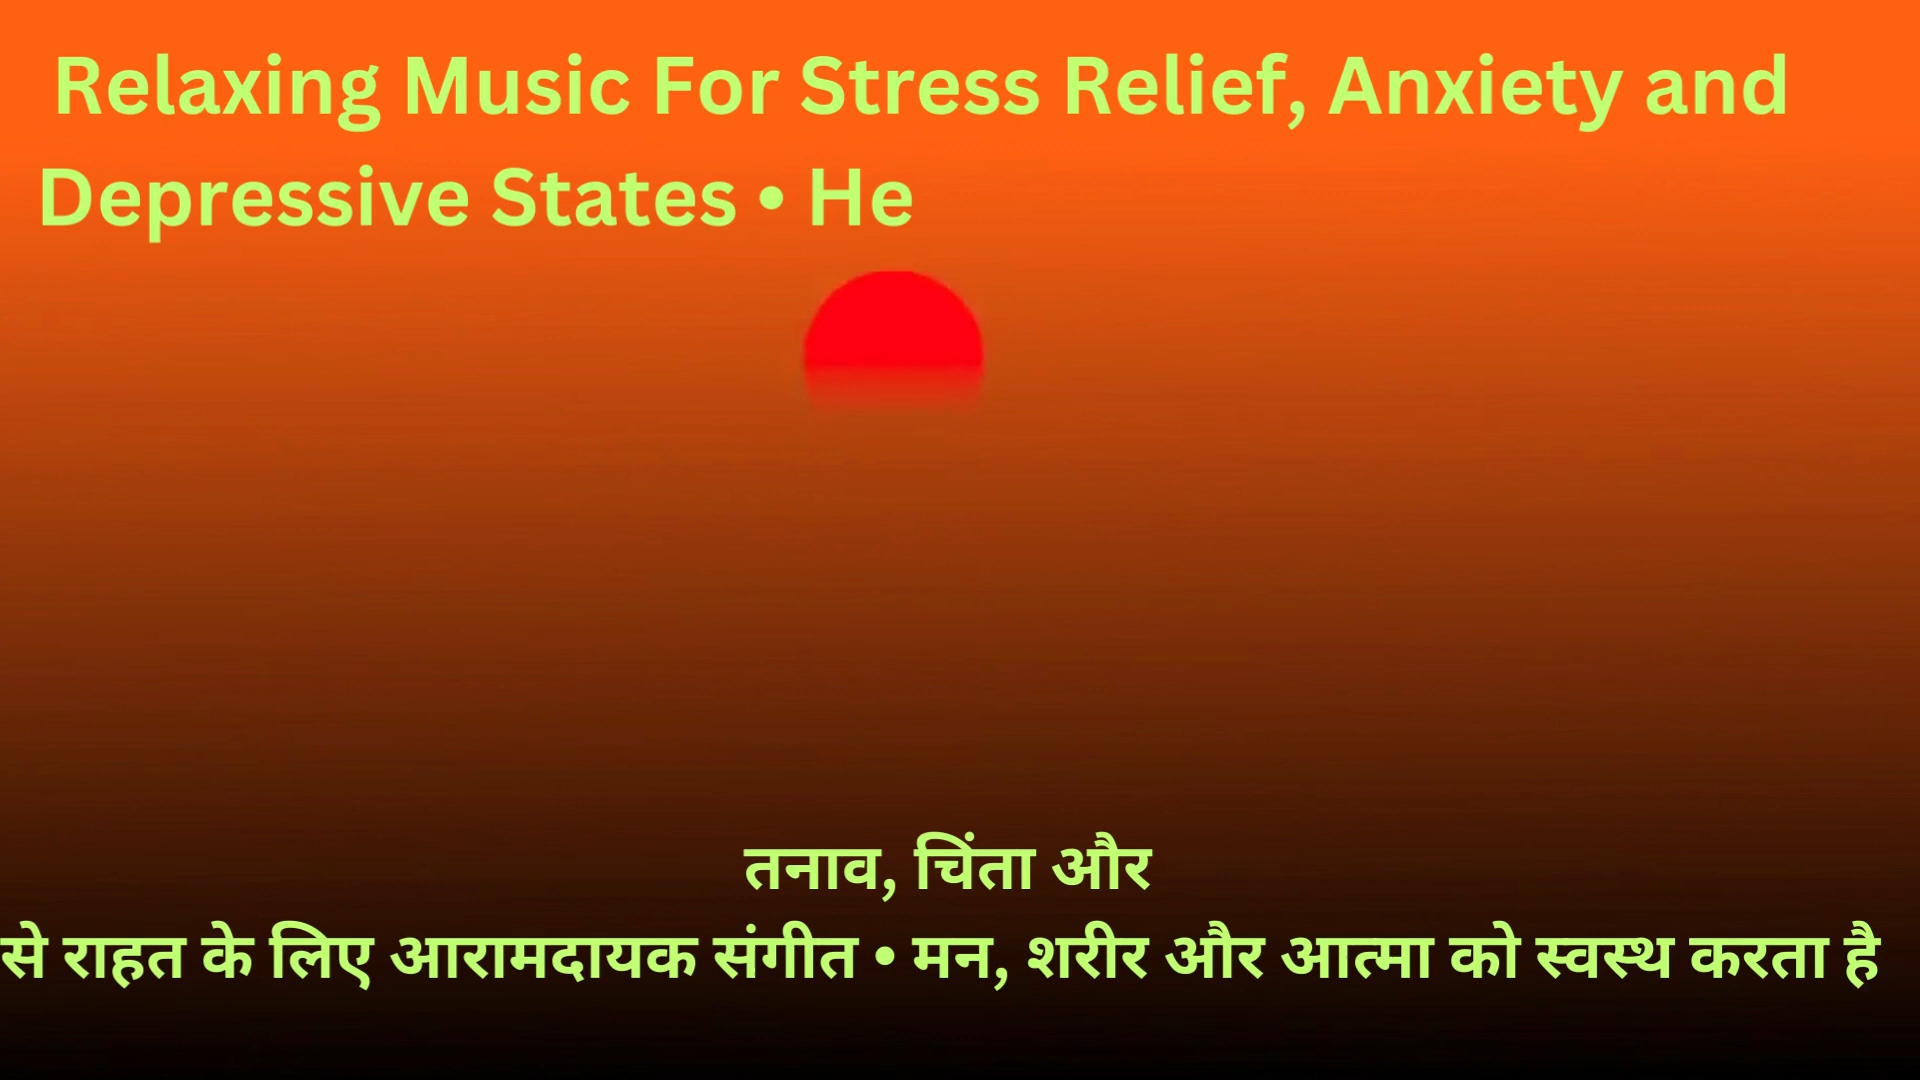 Relaxing Music For Stress Relief, Anxiety and
Depressive States • He
तनाव, चिंता और
से राहत के लिए आरामदायक संगीत • मन, शरीर और आत्मा को स्वस्थ करता है